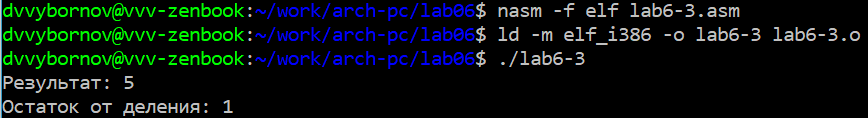 dvvybornov@vvv-zenbook:~/work/arch-pc/lab06$ nasm -f elf lab6-3.asm
dvvybornov@vvv-zenbook:~/work/arch-pc/lab06$ ld -m elf_i386 -o lab6-3 lab6-3.o
dvvybornov@vvv-zenbook:~/work/arch-pc/lab06$ ./lab6-3
Результат: 5
Остаток от деления: 1